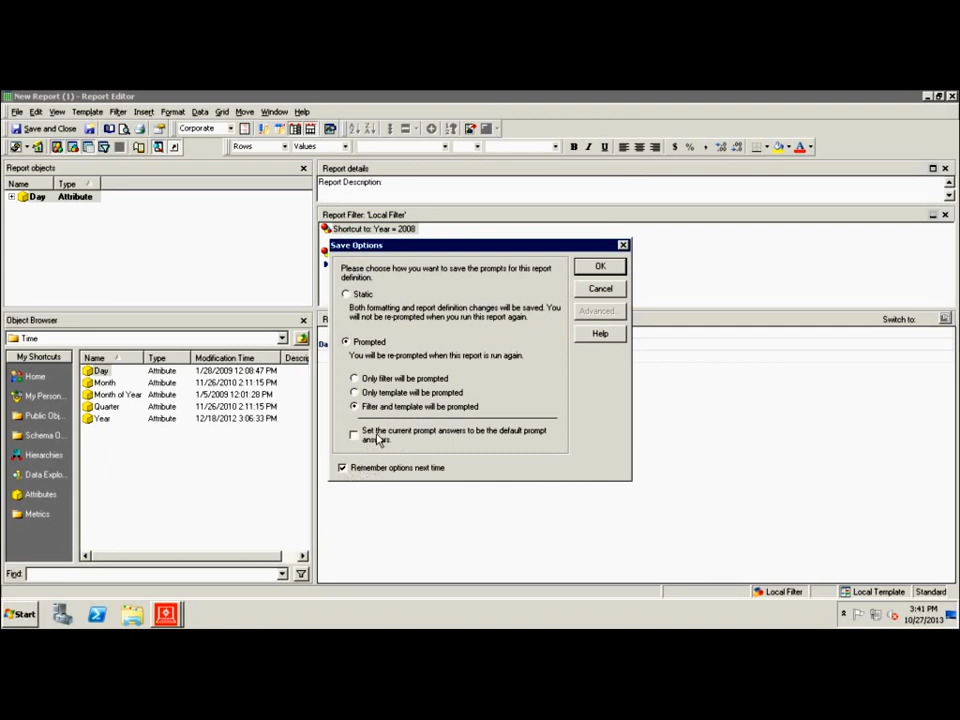 New Report (1) - Report Editor
File Edit View Template Filter Insert Format Data Grid Move Window Help
Save and Close Corporate
Rows Values B I U $ % ,
Report objects
Name Type
Day Attribute
Report details
Report Description:
Report Filter: 'Local Filter'
Shortcut to: Year = 2008
Save Options
Please choose how you want to save the prompts for this report
definition.
Static
Both formatting and report definition changes will be saved. You
will not be re-prompted when you run this report again.
Prompted
You will be re-prompted when this report is run again.
Only filter will be prompted
Only template will be prompted
Filter and template will be prompted
Set the current prompt answers to be the default prompt
answers.
Remember options next time
OK
Cancel
Advanced...
Help
Switch to:
Da
Object Browser
Time
My Shortcuts
Home
My Person...
Public Obj...
Schema O...
Hierarchies
Data Explo...
Attributes
Metrics
Name Type Modification Time Descrip
Day Attribute 1/28/2009 12:08:47 PM
Month Attribute 11/26/2010 2:11:15 PM
Month of Year Attribute 1/5/2009 12:01:28 PM
Quarter Attribute 11/26/2010 2:11:15 PM
Year Attribute 12/18/2012 3:06:33 PM
Find:
Local Filter Local Template Standard
Start
3:41 PM
10/27/2013